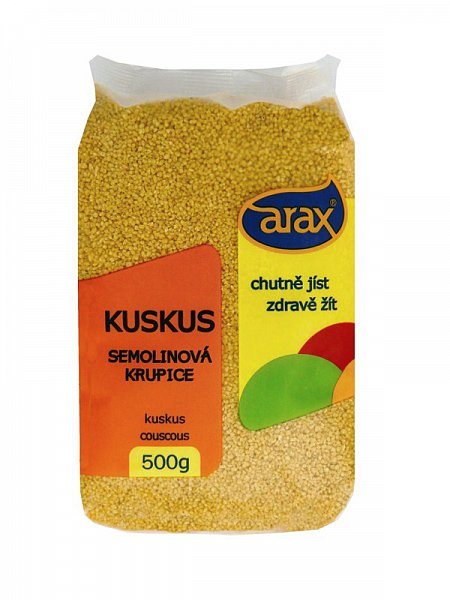 arax®
chutně jíst
zdravě žít
KUSKUS
SEMOLINOVÁ
KRUPICE
kuskus
couscous
500g